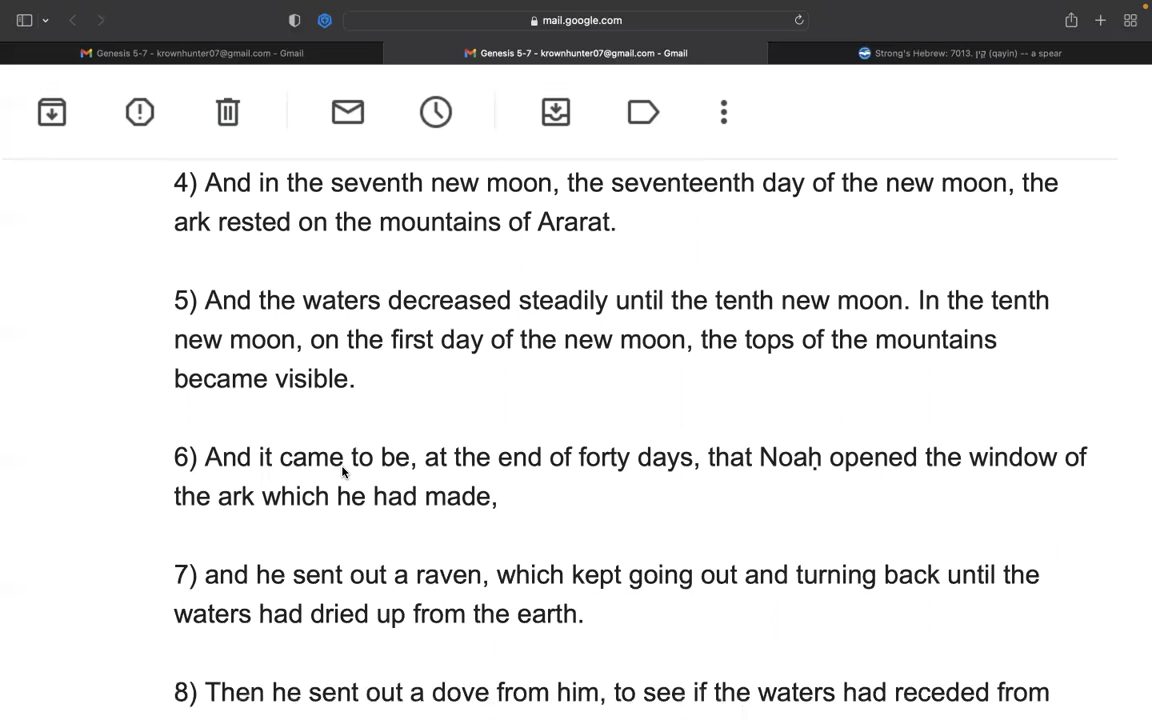 mail.google.com
Genesis 5-7 - krownhunter07@gmail.com - Gmail
Genesis 5-7 - krownhunter07@gmail.com - Gmail
Strong's Hebrew: 7013. קַ֫יִן (qayin) -- a spear
4) And in the seventh new moon, the seventeenth day of the new moon, the
ark rested on the mountains of Ararat.
5) And the waters decreased steadily until the tenth new moon. In the tenth
new moon, on the first day of the new moon, the tops of the mountains
became visible.
6) And it came to be, at the end of forty days, that Noaḥ opened the window of
the ark which he had made,
7) and he sent out a raven, which kept going out and turning back until the
waters had dried up from the earth.
8) Then he sent out a dove from him, to see if the waters had receded from